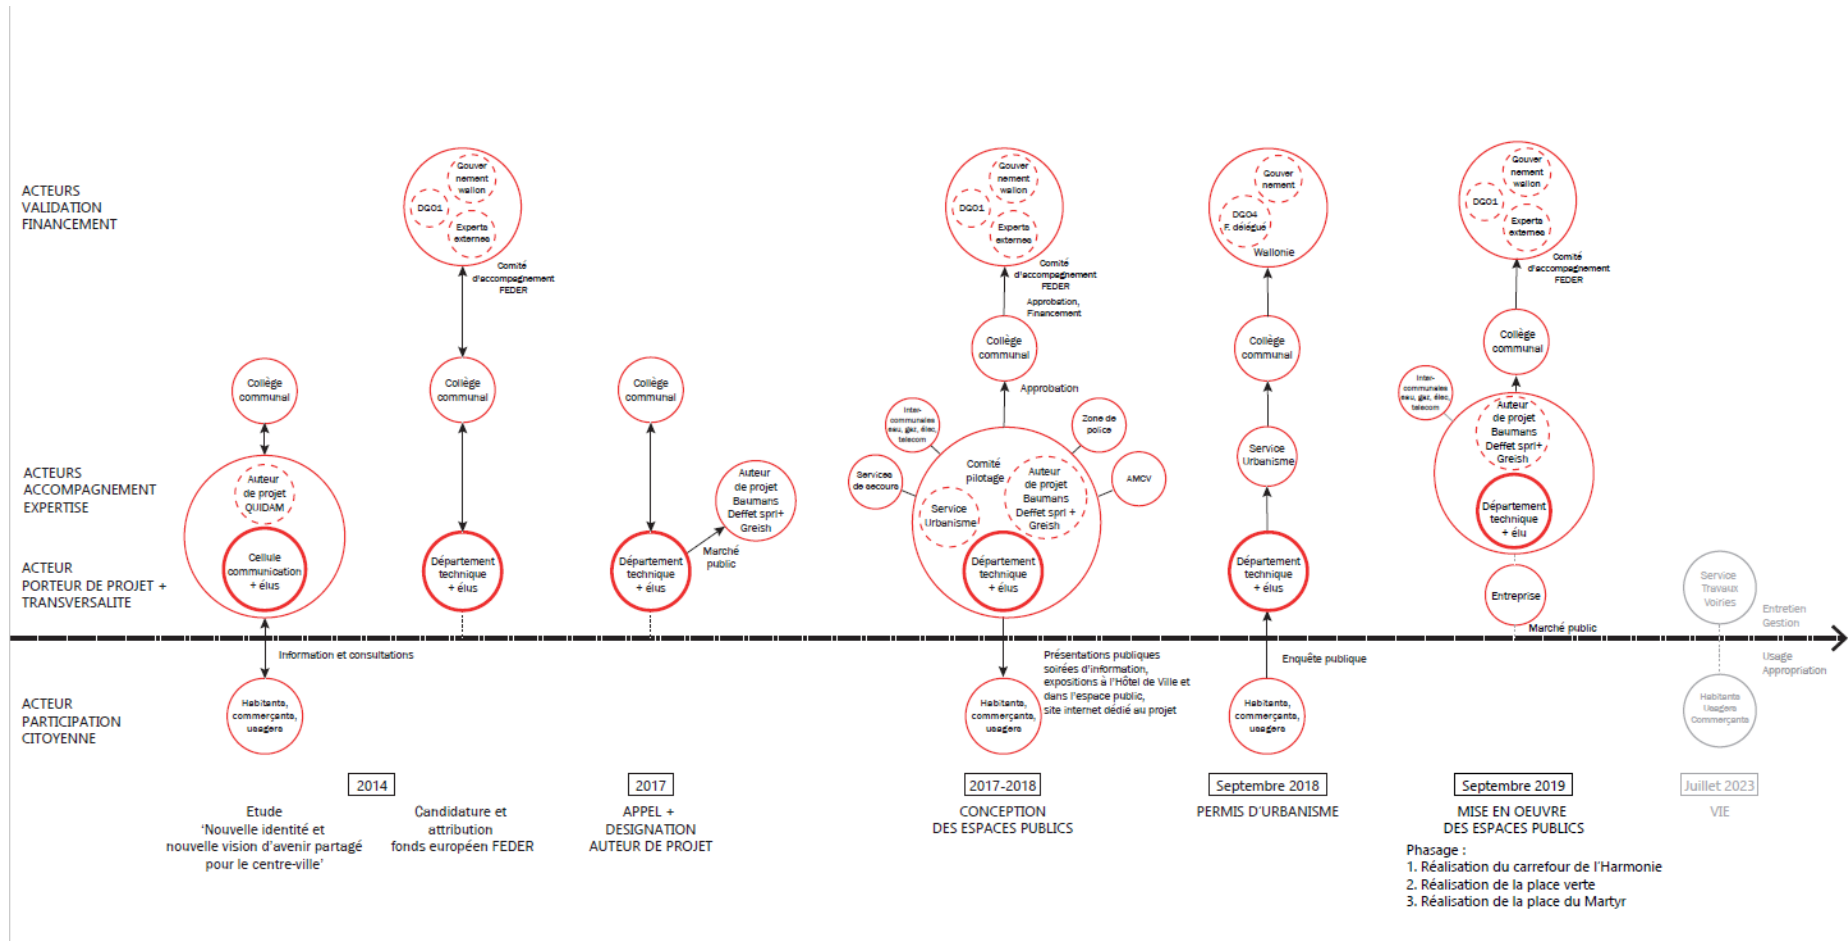 ACTEURS
VALIDATION
FINANCEMENT
Gouver
nement
wallon
DGO1
Experts
externes
Comité
d'accompagnement
FEDER
Gouver
nement
wallon
DGO1
Experts
externes
Comité
d'accompagnement
FEDER
Approbation,
Financement
Gouver
nement
DGO4
F. délégué
Wallonie
Gouver
nement
wallon
DGO1
Experts
externes
Comité
d'accompagnement
FEDER
ACTEURS
ACCOMPAGNEMENT
EXPERTISE
Collège
communal
Auteur
de projet
QUIDAM
Collège
communal
Collège
communal
Auteur
de projet
Baumans
Deffet sprl+
Greish
Marché
public
Collège
communal
Approbation
Inter-
communales
eau, gaz, élec,
telecom
Services
de secours
Zone de
police
AMCV
Comité
pilotage
Service
Urbanisme
Auteur
de projet
Baumans
Deffet sprl +
Greish
Collège
communal
Service
Urbanisme
Collège
communal
Inter-
communales
eau, gaz, élec,
telecom
Auteur
de projet
Baumans
Deffet sprl+
Greish
ACTEUR
PORTEUR DE PROJET +
TRANSVERSALITE
Cellule
communication
+ élus
Département
technique
+ élus
Département
technique
+ élus
Département
technique
+ élus
Département
technique
+ élus
Département
technique
+ élu
Entreprise
Marché public
Service
Travaux
Voiries
Entretien
Gestion
ACTEUR
PARTICIPATION
CITOYENNE
Information et consultations
Habitants,
commerçants,
usagers
Présentations publiques
soirées d'information,
expositions à l'Hôtel de Ville et
dans l'espace public,
site internet dédié au projet
Habitants,
commerçants,
usagers
Enquête publique
Habitants,
commerçants,
usagers
Usage
Appropriation
Habitants
Usagers
Commerçants
2014
Etude
'Nouvelle identité et
nouvelle vision d'avenir partagé
pour le centre-ville'
Candidature et
attribution
fonds européen FEDER
2017
APPEL +
DESIGNATION
AUTEUR DE PROJET
2017-2018
CONCEPTION
DES ESPACES PUBLICS
Septembre 2018
PERMIS D'URBANISME
Septembre 2019
MISE EN OEUVRE
DES ESPACES PUBLICS
Phasage :
1. Réalisation du carrefour de l'Harmonie
2. Réalisation de la place verte
3. Réalisation de la place du Martyr
Juillet 2023
VIE